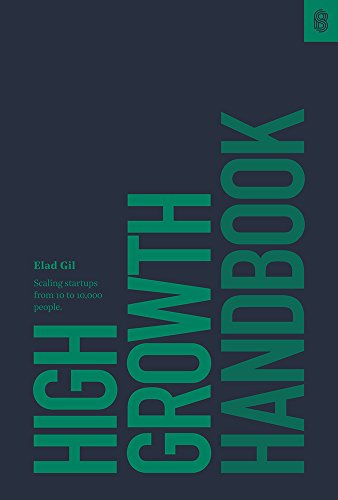 Elad Gil
Scaling startups
from 10 to 10,000
people.
HIGH
GROWTH
HANDBOOK